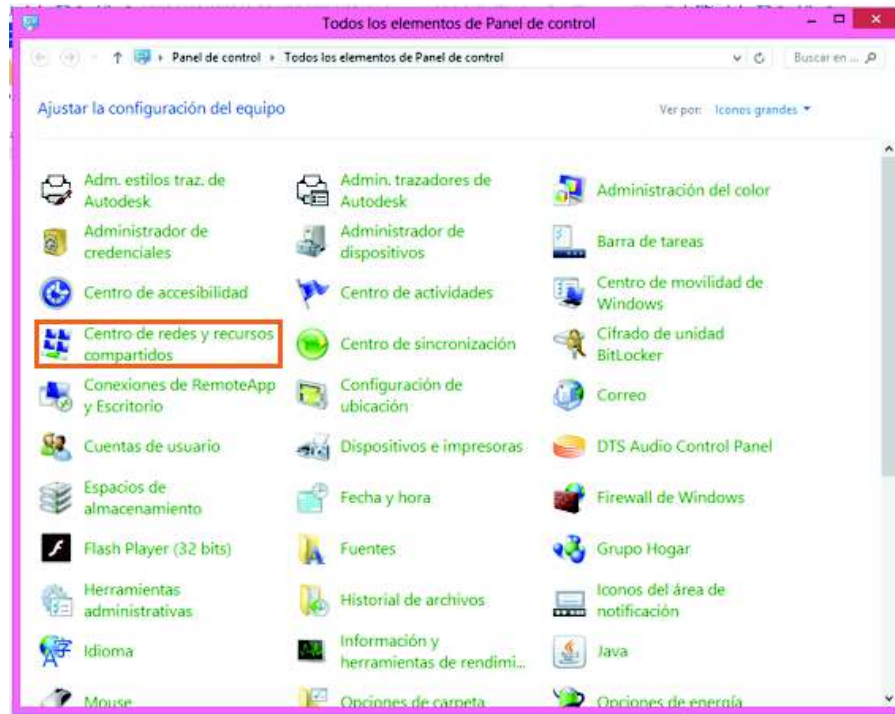 Todos los elementos de Panel de control
Panel de control Todos los elementos de Panel de control
Buscar en ...
Ajustar la configuración del equipo
Ver por: Iconos grandes
Adm. estilos traz. de
Autodesk
Admin. trazadores de
Autodesk
Administración del color
Administrador de
credenciales
Administrador de
dispositivos
Barra de tareas
Centro de accesibilidad
Centro de actividades
Centro de movilidad de
Windows
Centro de redes y recursos
compartidos
Centro de sincronización
Cifrado de unidad
BitLocker
Conexiones de RemoteApp
y Escritorio
Configuración de
ubicación
Correo
Cuentas de usuario
Dispositivos e impresoras
DTS Audio Control Panel
Espacios de
almacenamiento
Fecha y hora
Firewall de Windows
Flash Player (32 bits)
Fuentes
Grupo Hogar
Herramientas
administrativas
Historial de archivos
Iconos del área de
notificación
Idioma
Información y
herramientas de rendimi...
Java
Mouse
Opciones de carpeta
Opciones de energía